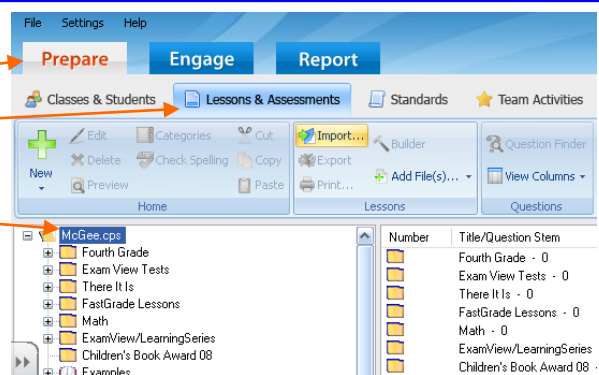 File Settings Help
Prepare Engage Report
Classes & Students Lessons & Assessments Standards Team Activities
New Edit Categories Cut Import... Builder Question Finder
Delete Check Spelling Copy Export Add File(s)... View Columns
Preview Paste Print...
Home Lessons Questions
McGee.cps Number Title/Question Stem
Fourth Grade Fourth Grade - 0
Exam View Tests Exam View Tests - 0
There It Is There It Is - 0
FastGrade Lessons FastGrade Lessons - 0
Math Math - 0
ExamView/LearningSeries ExamView/LearningSeries
Children's Book Award 08 Children's Book Award 08 -
Examples